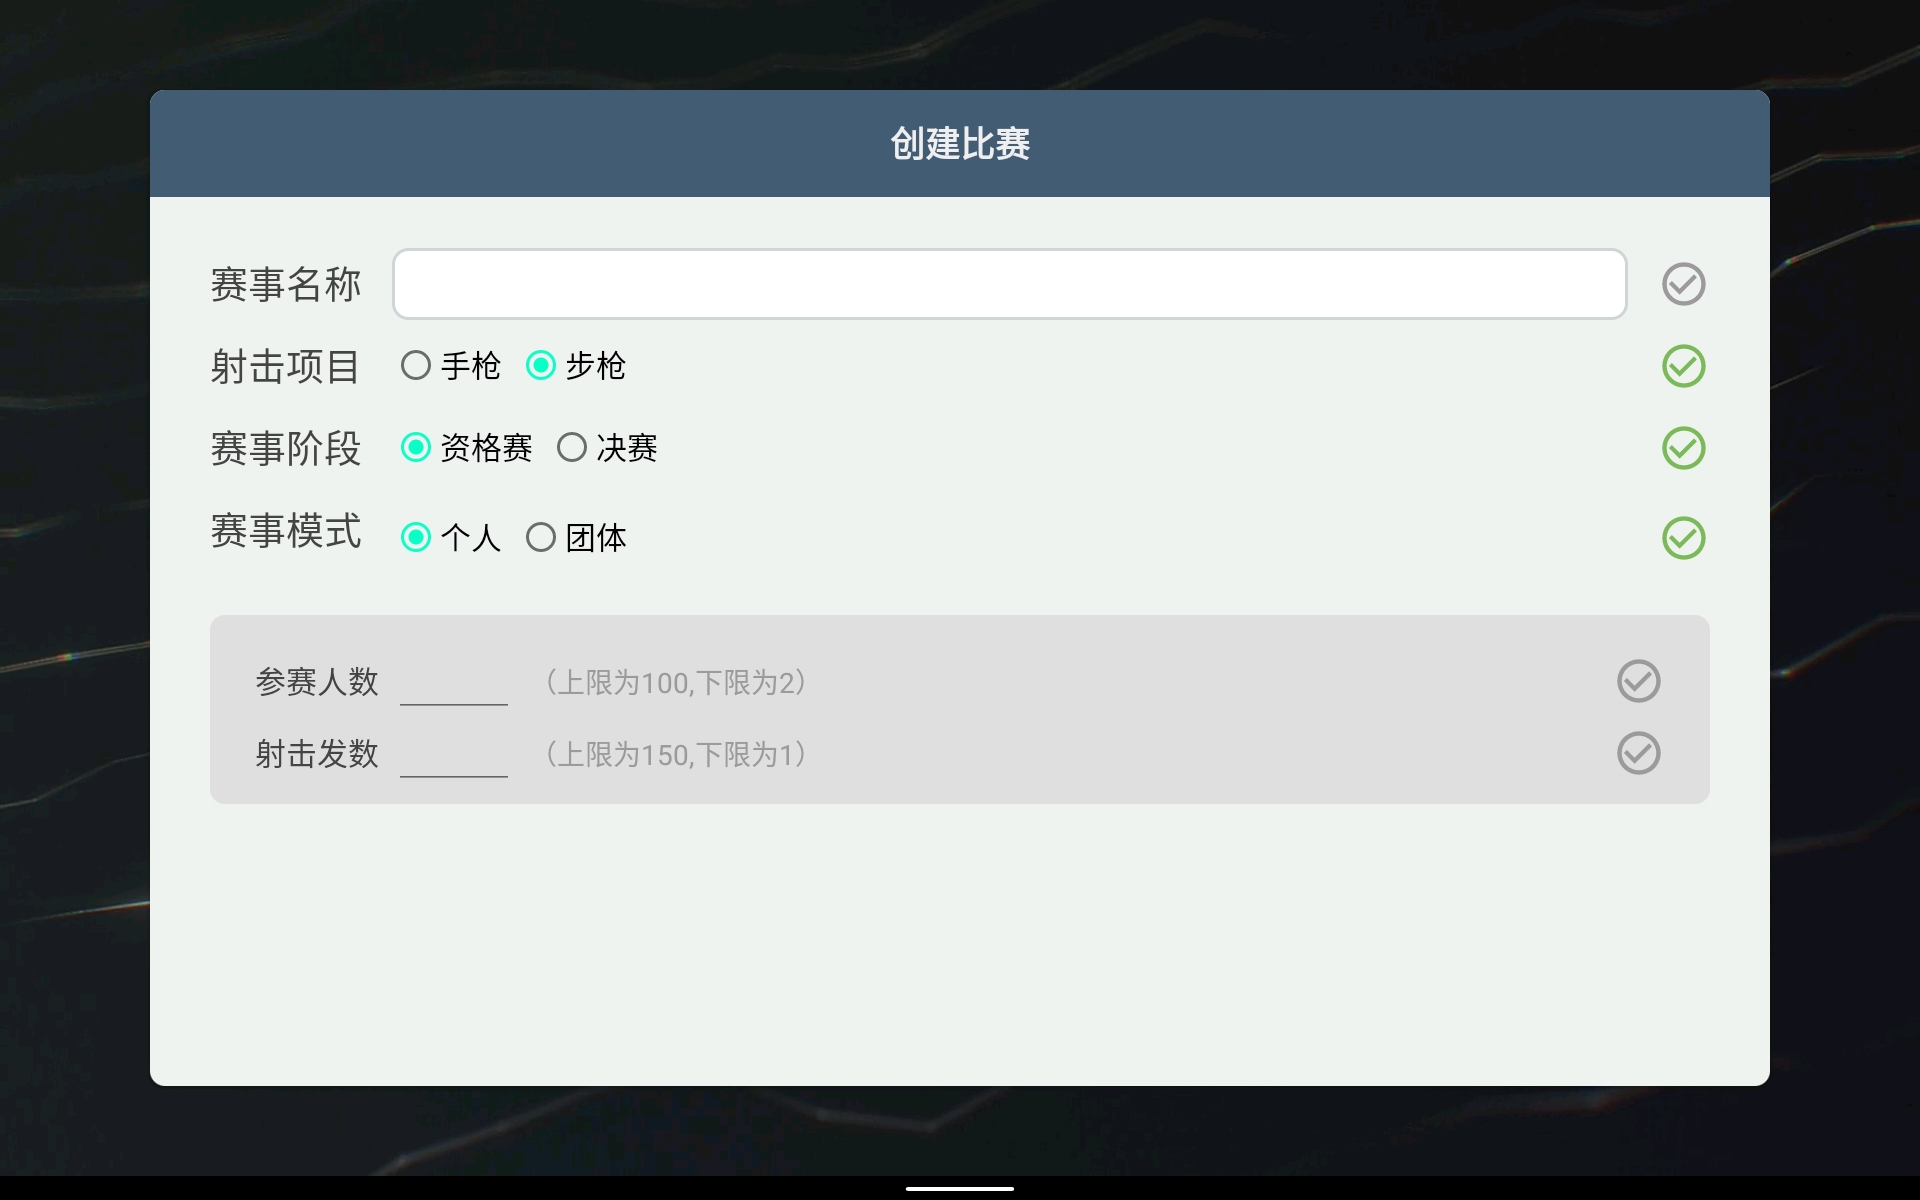 创建比赛
赛事名称
射击项目 手枪 步枪
赛事阶段 资格赛 决赛
赛事模式 个人 团体
参赛人数 （上限为100,下限为2）
射击发数 （上限为150,下限为1）